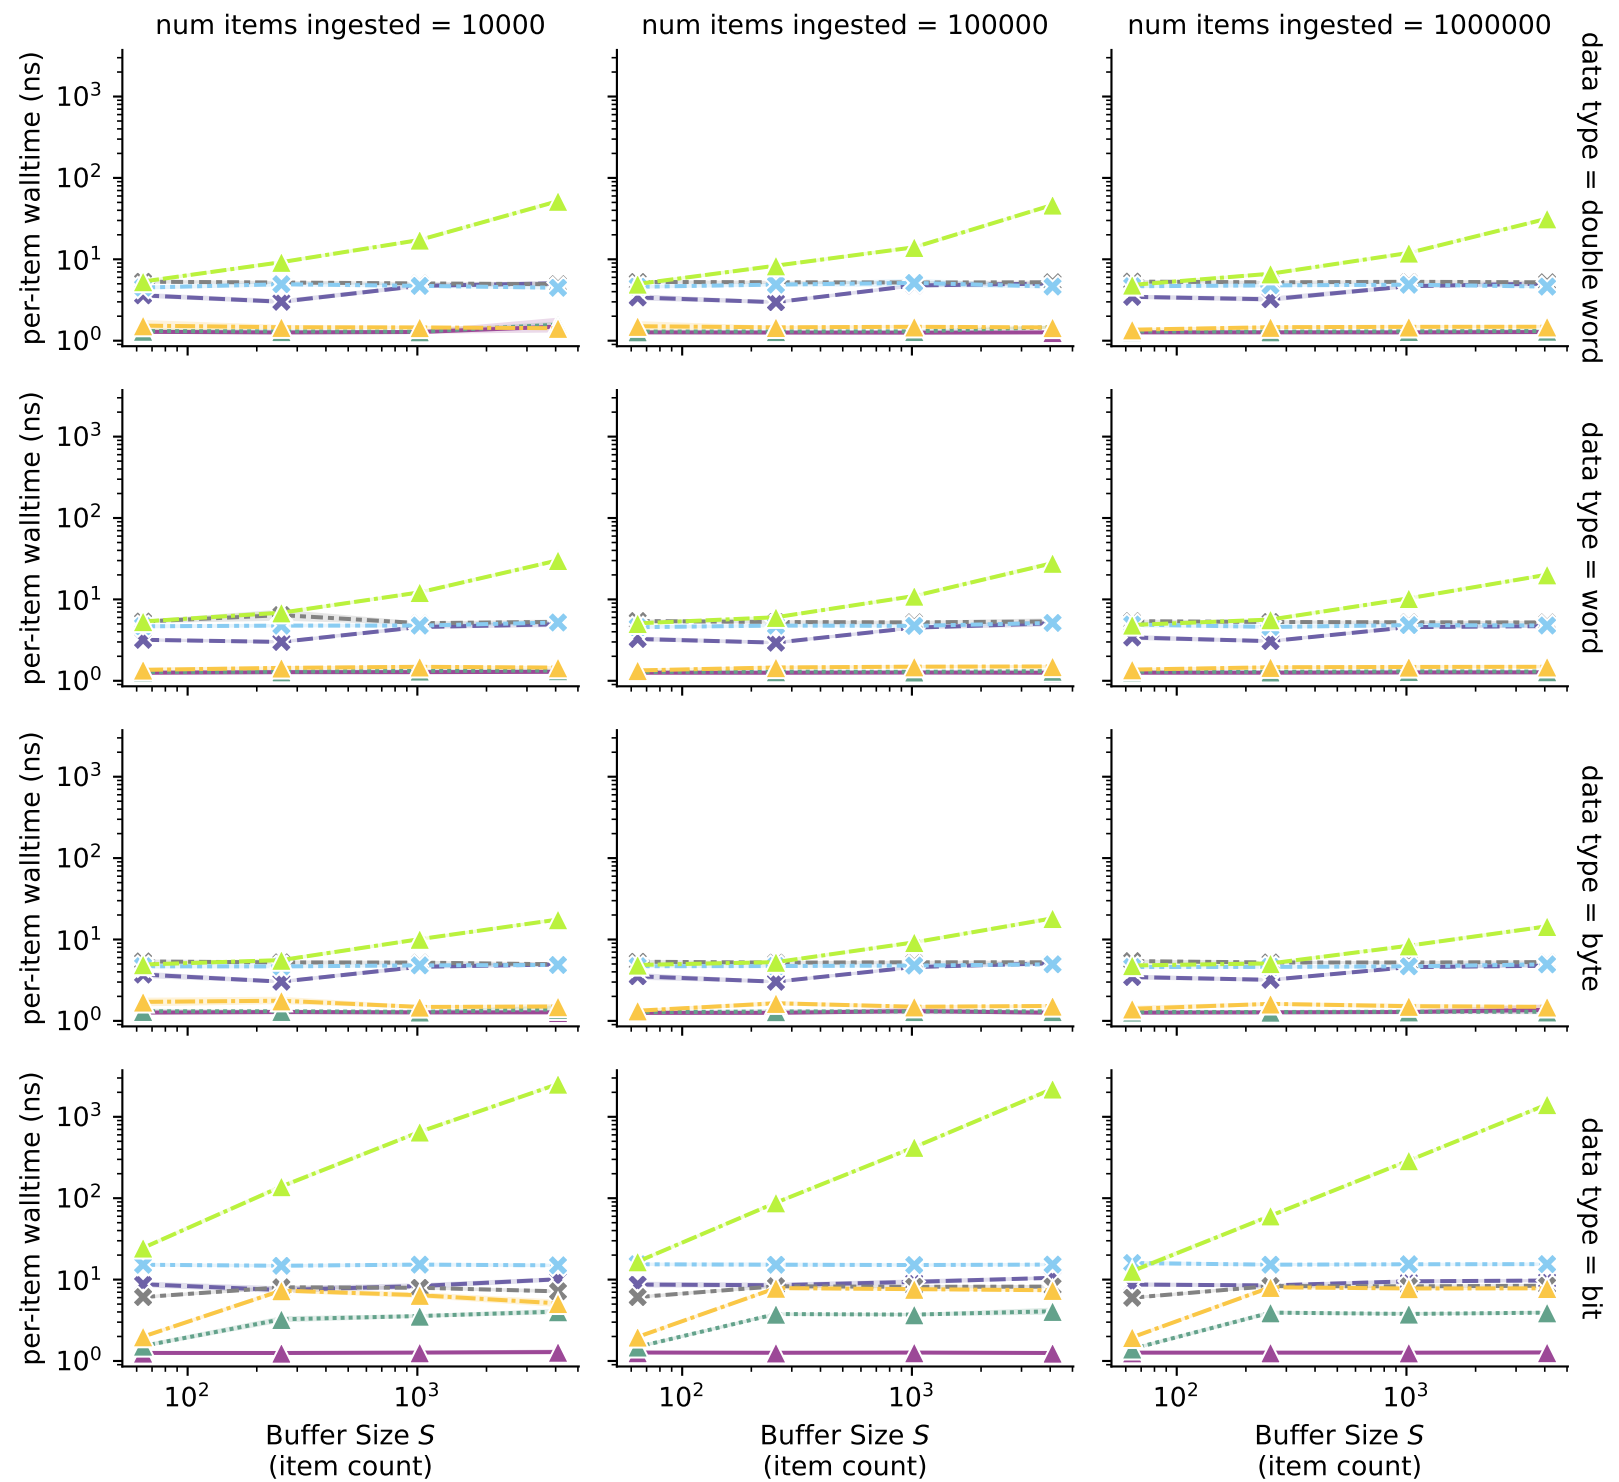 num items ingested = 10000
num items ingested = 100000
num items ingested = 1000000
per-item walltime (ns)
10³
10²
10¹
10⁰
data type = double word
per-item walltime (ns)
10³
10²
10¹
10⁰
data type = word
per-item walltime (ns)
10³
10²
10¹
10⁰
data type = byte
per-item walltime (ns)
10³
10²
10¹
10⁰
data type = bit
10² 10³
10² 10³
10² 10³
Buffer Size S
(item count)
Buffer Size S
(item count)
Buffer Size S
(item count)